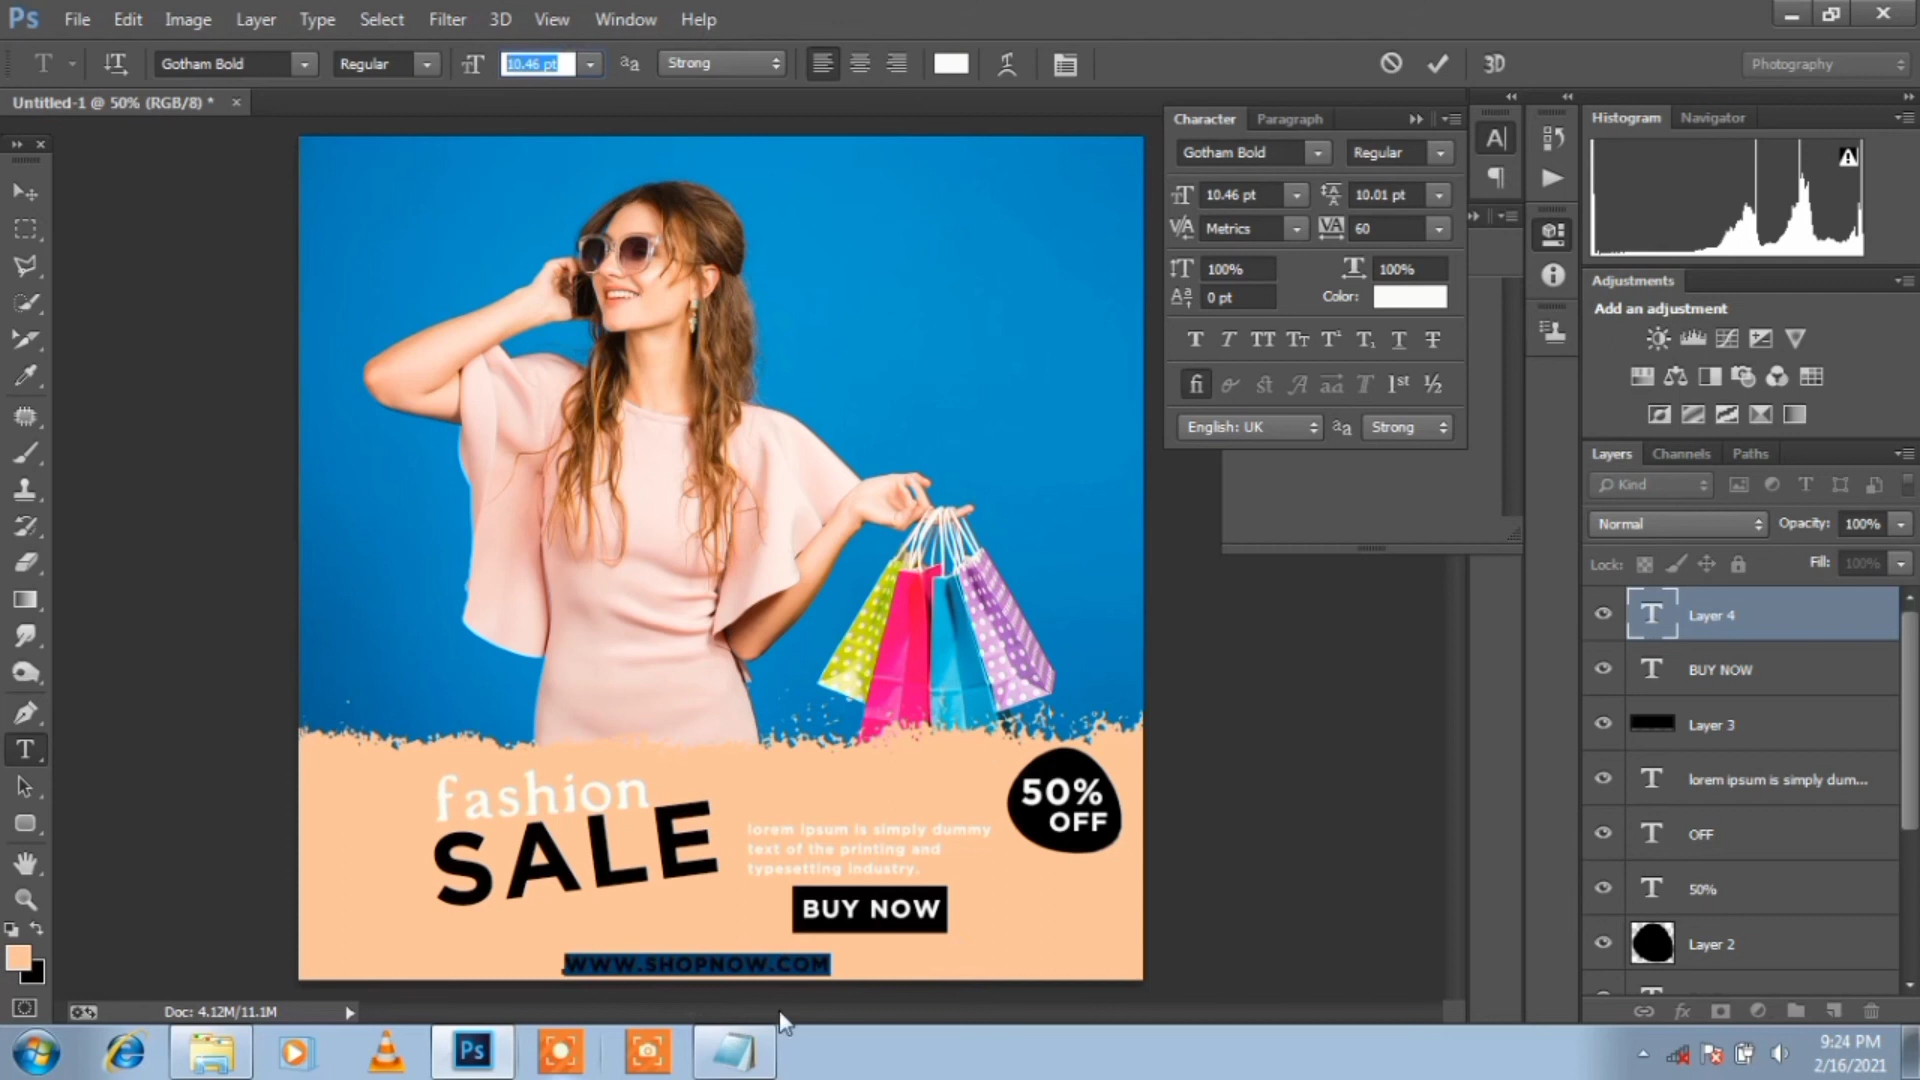 Ps File Edit Image Layer Type Select Filter 3D View Window Help
T Gotham Bold Regular 10.46 pt Strong 3D Photography
Untitled-1 @ 50% (RGB/8) * ×
Character Paragraph
Gotham Bold Regular
10.46 pt 10.01 pt
Metrics 60
100% 100%
0 pt Color:
English: UK Strong
Histogram Navigator
Adjustments
Add an adjustment
Layers Channels Paths
Kind
Normal Opacity: 100%
Lock: Fill: 100%
Layer 4
BUY NOW
Layer 3
lorem ipsum is simply dum...
OFF
50%
Layer 2
fashion
SALE
lorem ipsum is simply dummy
text of the printing and
typesetting industry.
50%
OFF
BUY NOW
WWW.SHOPNOW.COM
Doc: 4.12M/11.1M
Ps
9:24 PM
2/16/2021